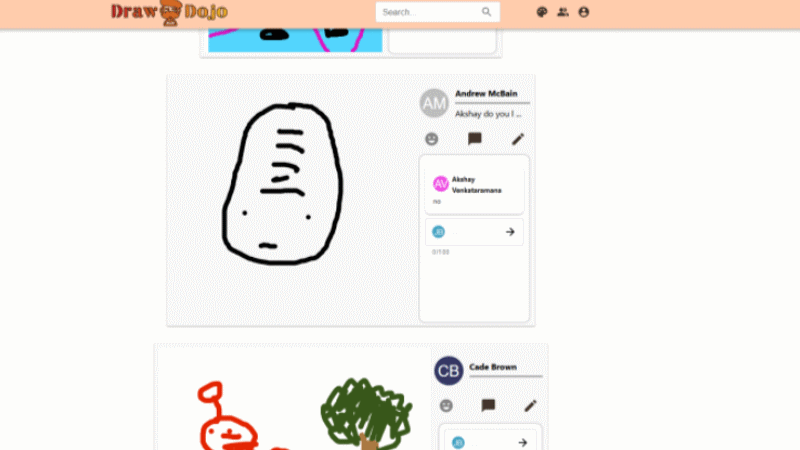 Draw Dojo
Search...
AM
Andrew McBain
Akshay do you l ...
AV
Akshay
Venkataramana
no
JB
0/100
CB
Cade Brown
JB